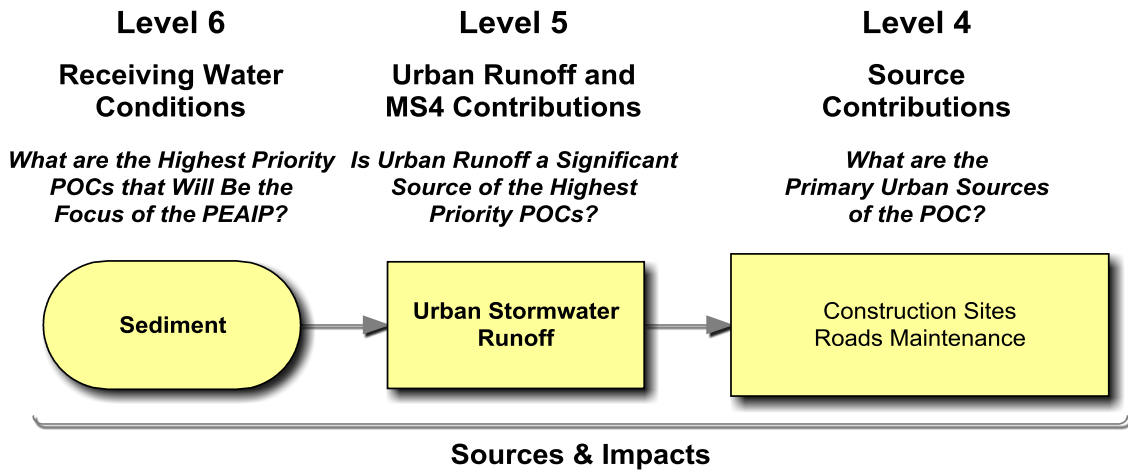 Level 6
Receiving Water
Conditions
What are the Highest Priority
POCs that Will Be the
Focus of the PEAIP?
Sediment
Level 5
Urban Runoff and
MS4 Contributions
Is Urban Runoff a Significant
Source of the Highest
Priority POCs?
Urban Stormwater
Runoff
Level 4
Source
Contributions
What are the
Primary Urban Sources
of the POC?
Construction Sites
Roads Maintenance
Sources & Impacts